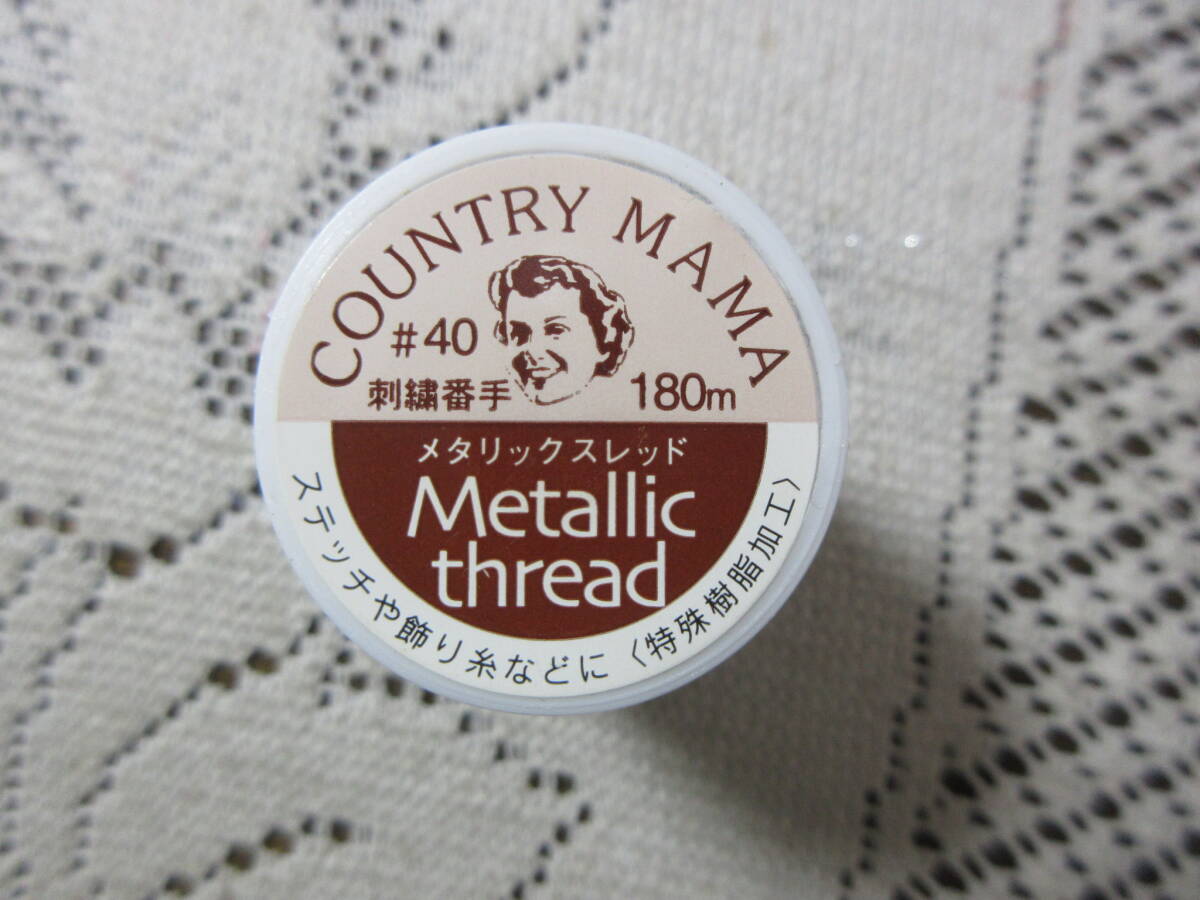 COUNTRY MAMA
#40
刺繍番手
180m
メタリックスレッド
Metallic
thread
ステッチや飾り糸などに〈特殊樹脂加工〉